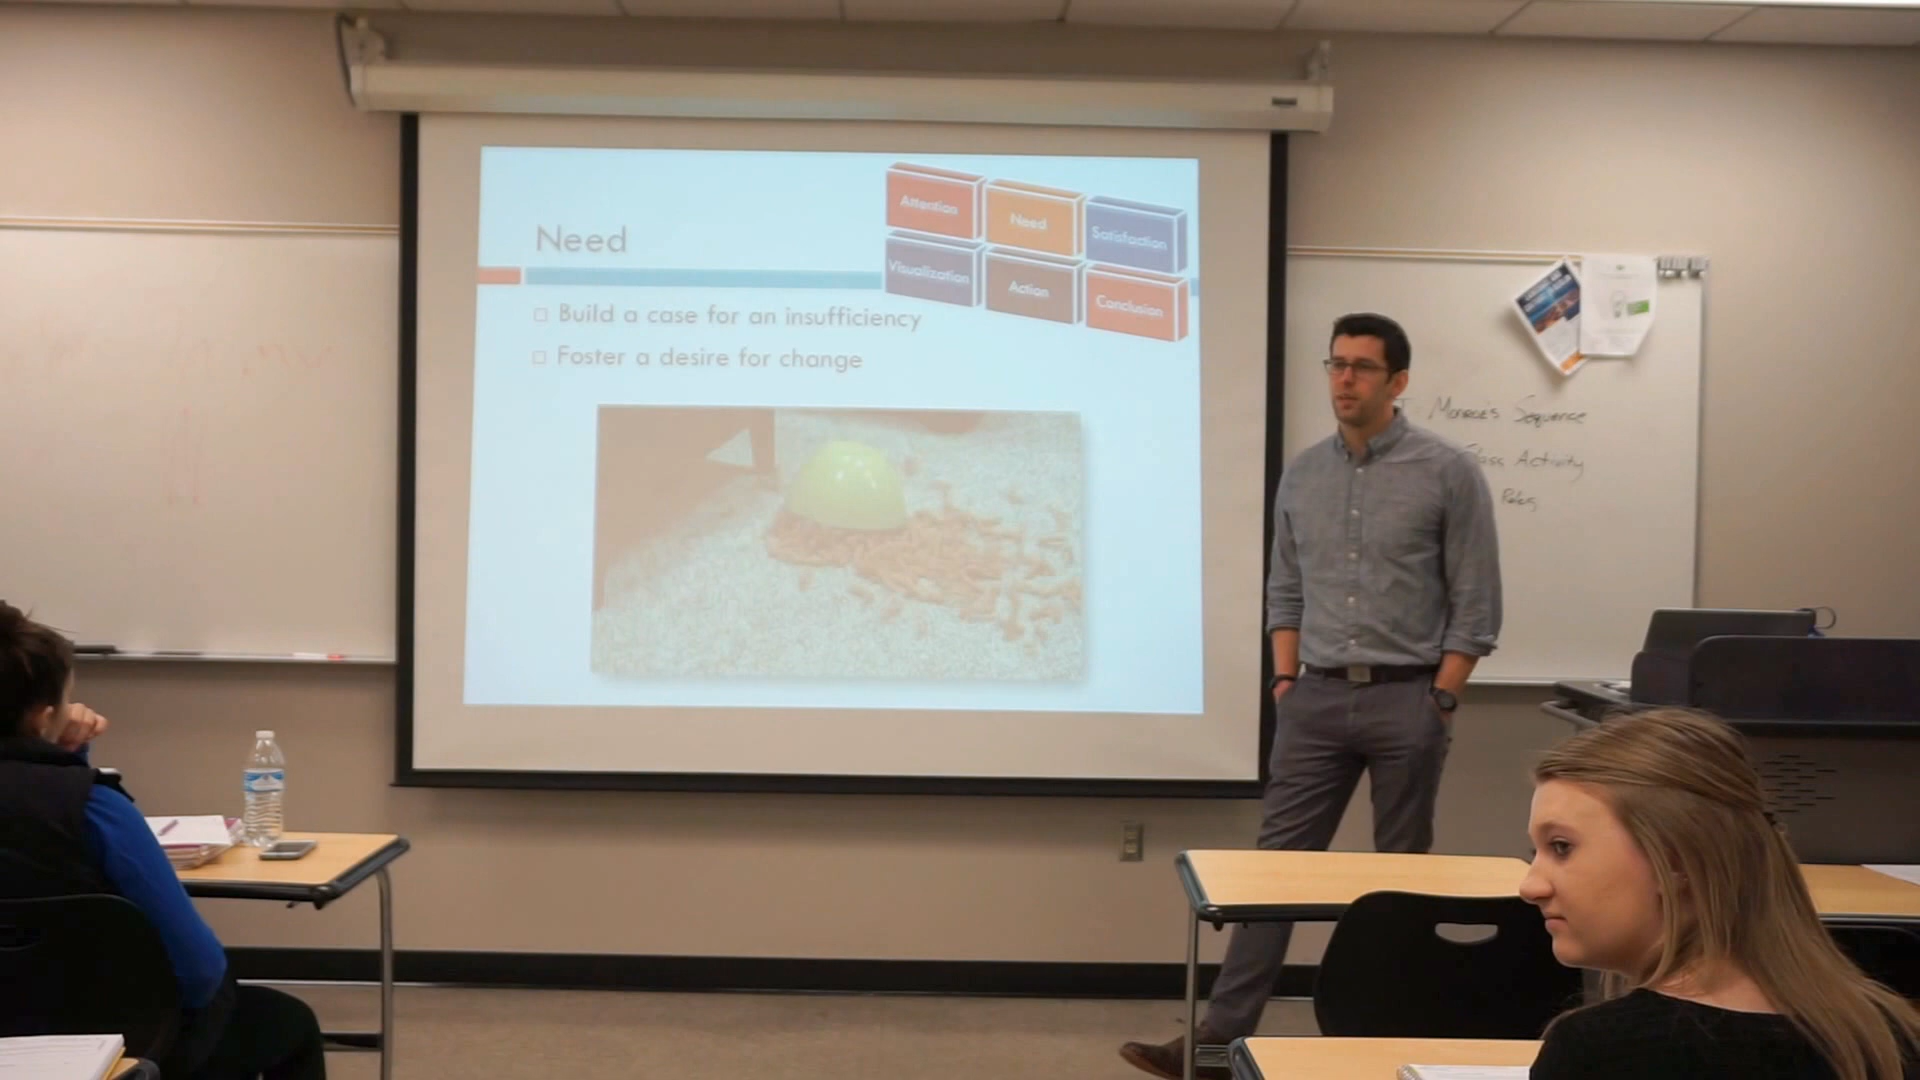 Need
Attention
Need
Satisfaction
Visualization
Action
Conclusion
Build a case for an insufficiency
Foster a desire for change
Monroe's Sequence
Class Activity